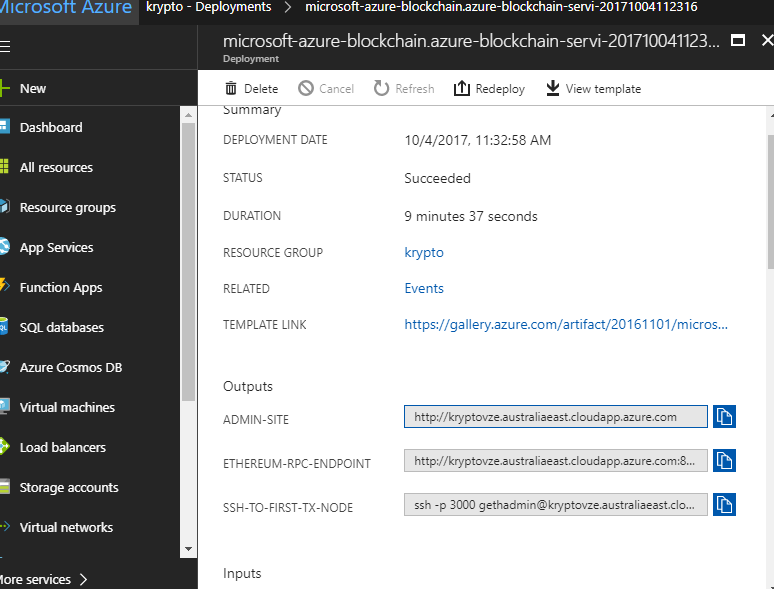 Microsoft Azure krypto - Deployments > microsoft-azure-blockchain.azure-blockchain-servi-20171004112316
microsoft-azure-blockchain.azure-blockchain-servi-201710041123...
Deployment
New
Dashboard
All resources
Resource groups
App Services
Function Apps
SQL databases
Azure Cosmos DB
Virtual machines
Load balancers
Storage accounts
Virtual networks
More services >
Delete Cancel Refresh Redeploy View template
Summary
DEPLOYMENT DATE 10/4/2017, 11:32:58 AM
STATUS Succeeded
DURATION 9 minutes 37 seconds
RESOURCE GROUP krypto
RELATED Events
TEMPLATE LINK https://gallery.azure.com/artifact/20161101/micros...
Outputs
ADMIN-SITE http://kryptovze.australiaeast.cloudapp.azure.com
ETHEREUM-RPC-ENDPOINT http://kryptovze.australiaeast.cloudapp.azure.com:8...
SSH-TO-FIRST-TX-NODE ssh -p 3000 gethadmin@kryptovze.australiaeast.clo...
Inputs